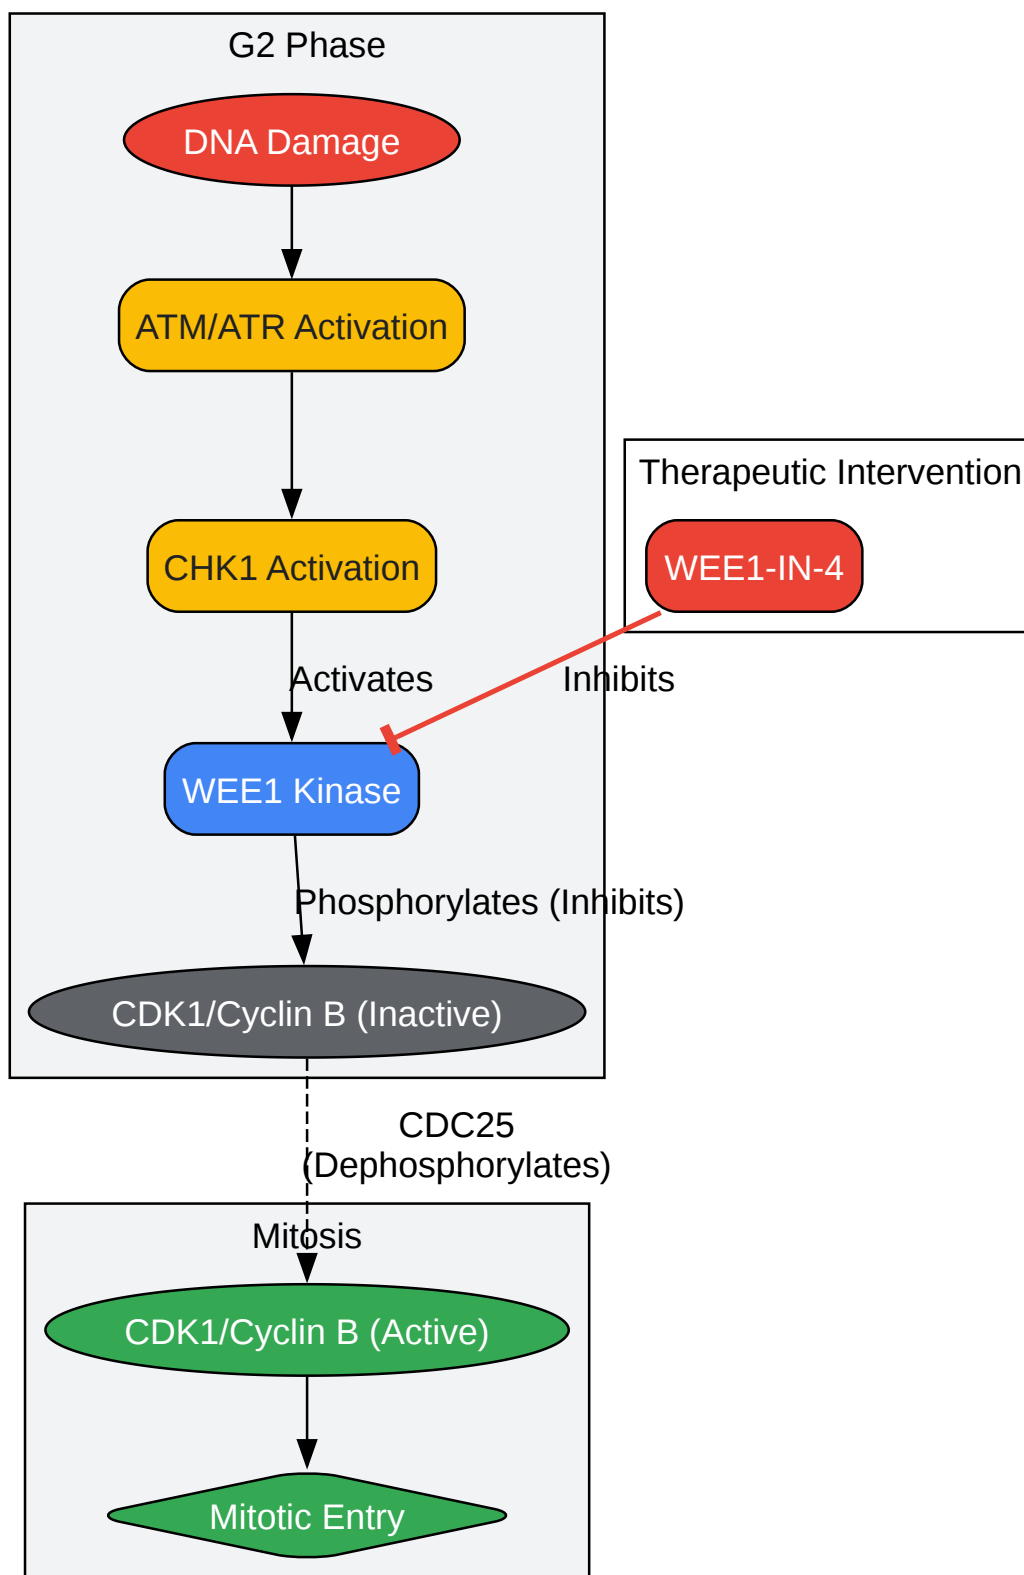 G2 Phase
DNA Damage
ATM/ATR Activation
Therapeutic Intervention
CHK1 Activation
WEE1-IN-4
Activates
Inhibits
WEE1 Kinase
Phosphorylates (Inhibits)
CDK1/Cyclin B (Inactive)
CDC25
(Dephosphorylates)
Mitosis
CDK1/Cyclin B (Active)
Mitotic Entry